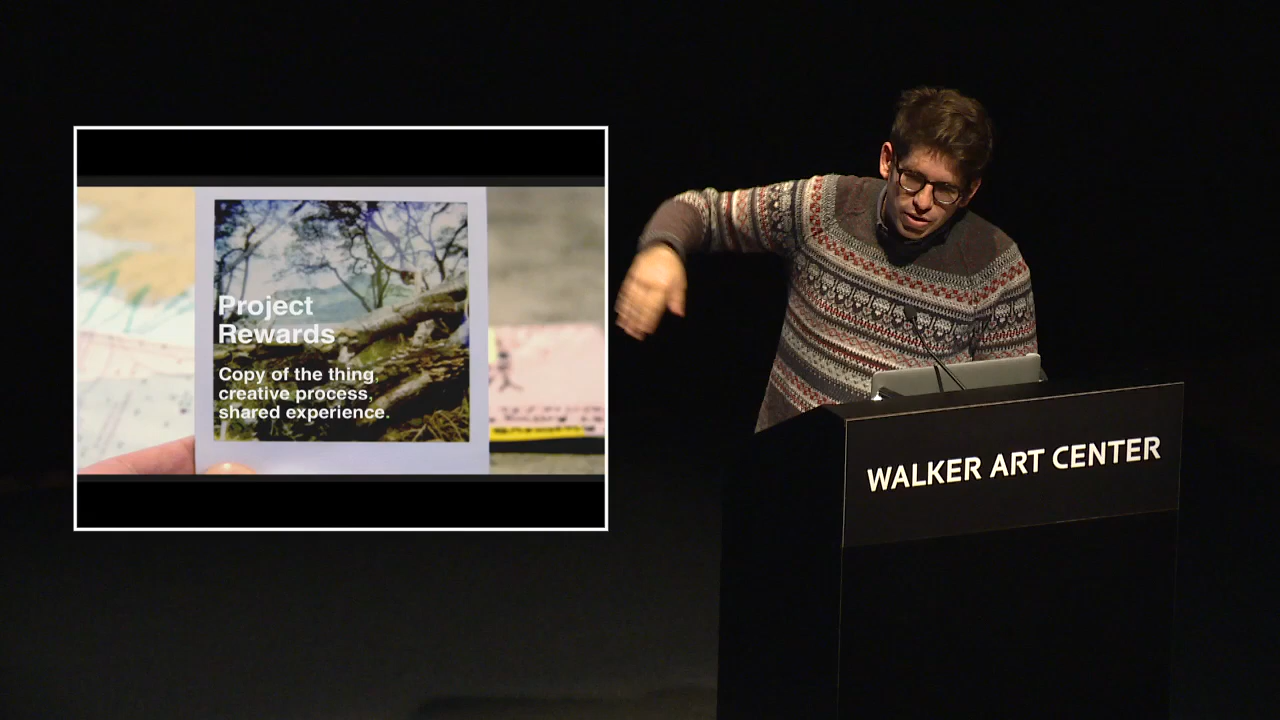 Project
Rewards
Copy of the thing,
creative process,
shared experience.
WALKER ART CENTER